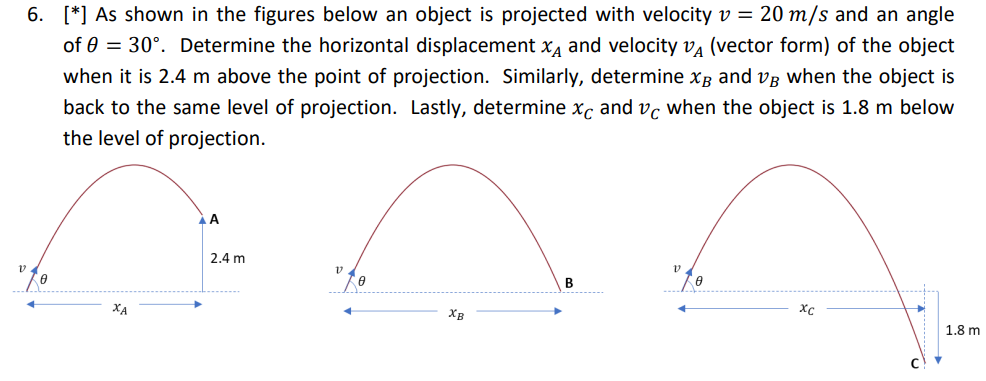 6. [*] As shown in the figures below an object is projected with velocity v = 20 m/s and an angle
of θ = 30°. Determine the horizontal displacement x_A and velocity v_A (vector form) of the object
when it is 2.4 m above the point of projection. Similarly, determine x_B and v_B when the object is
back to the same level of projection. Lastly, determine x_C and v_C when the object is 1.8 m below
the level of projection.
A
2.4 m
v
θ
x_A
v
θ
B
x_B
v
θ
x_C
1.8 m
C